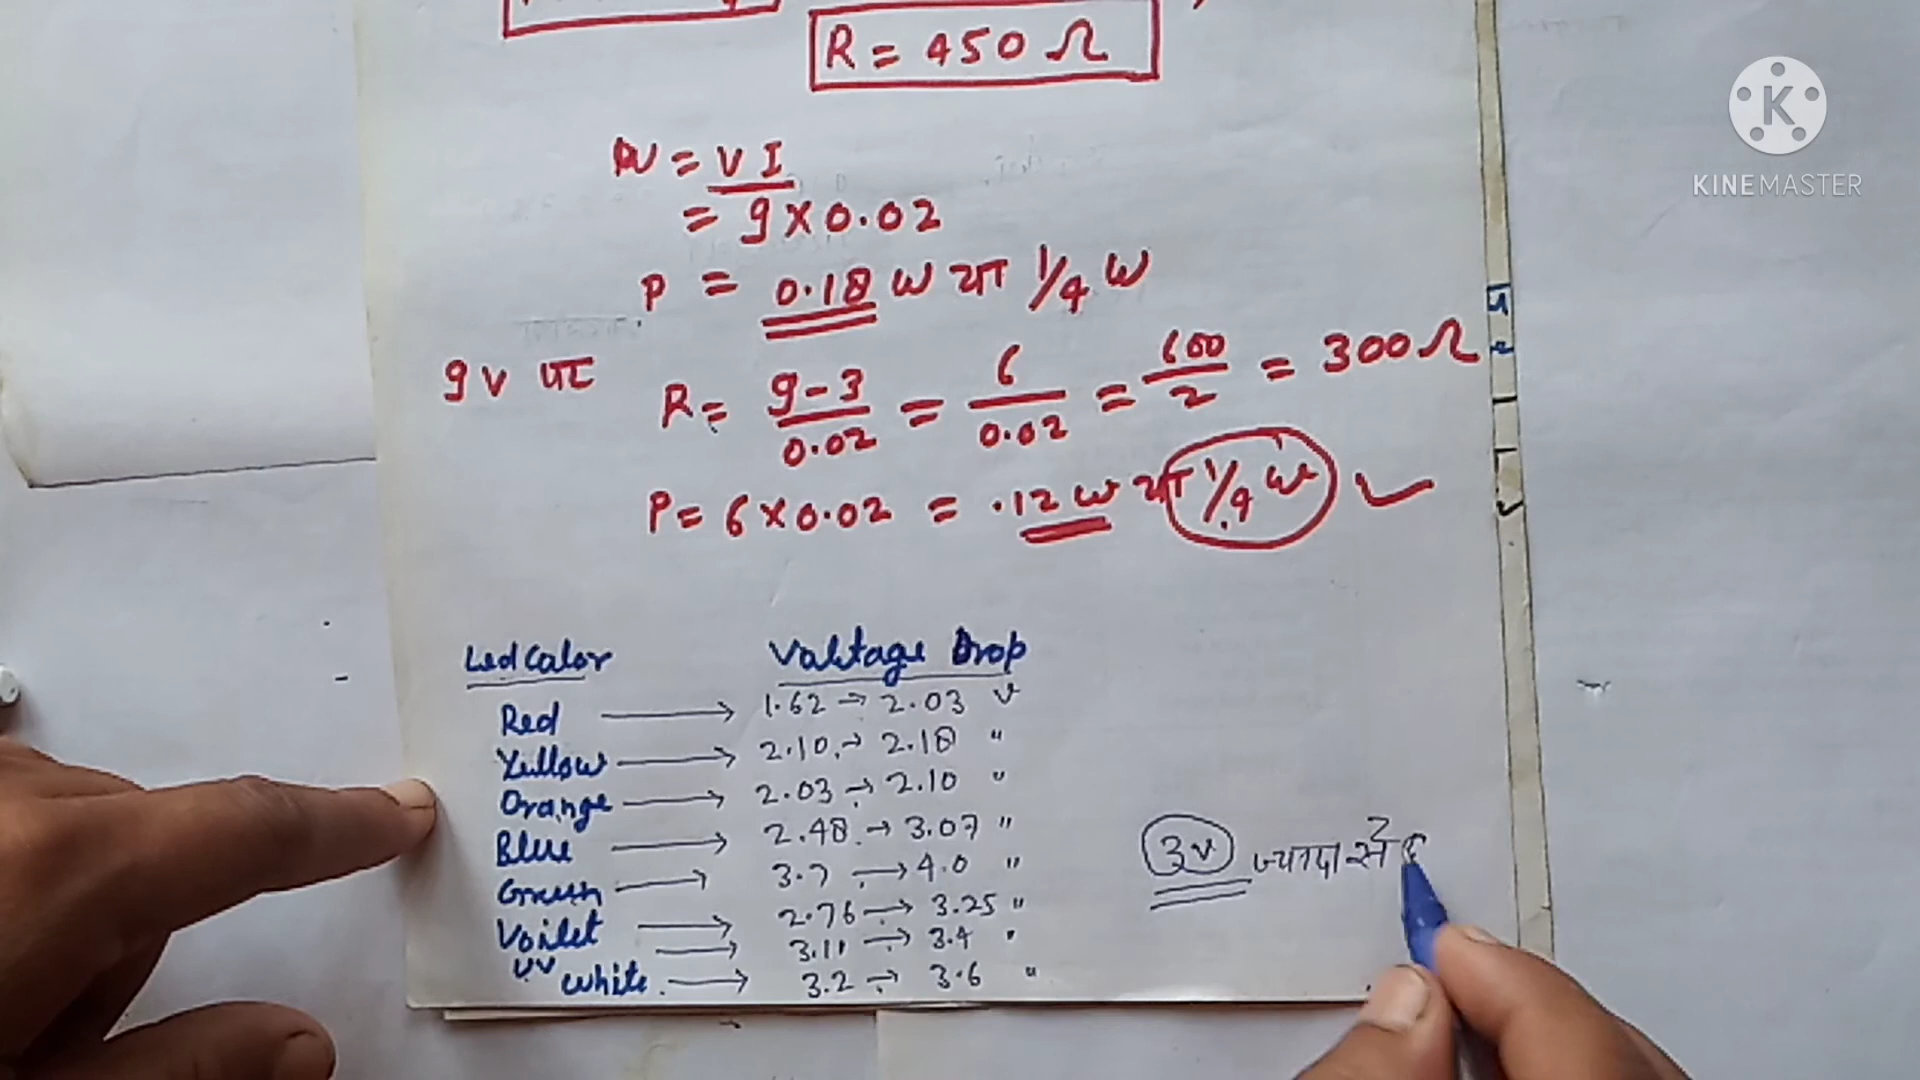 R = 450 Ω
KINEMASTER
W = V I
= 9 × 0.02
P = 0.18 W या 1/4 W
9 V पर R = 9-3/0.02 = 6/0.02 = 600/2 = 300 Ω
P = 6 × 0.02 = .12 W या 1/4 W ✓
Led Calor Valtage Drop
Red → 1.62 → 2.03 v
Yellow → 2.10 → 2.18 "
Orange → 2.03 → 2.10 "
Blue → 2.48 → 3.07 "
Green → 3.7 → 4.0 "
Voilet → 2.76 → 3.25 "
UV → 3.11 → 3.4 "
White → 3.2 → 3.6 "
3v ज्यादा से